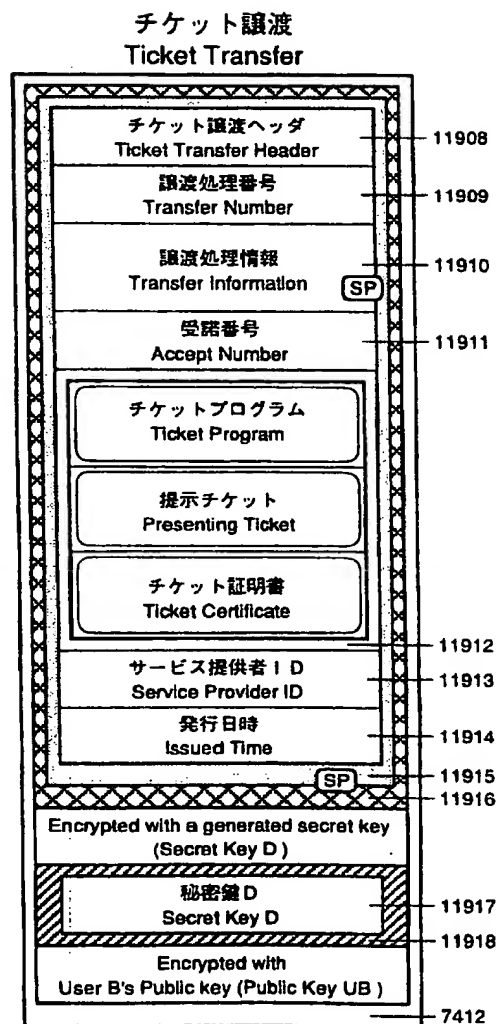 チケット譲渡
Ticket Transfer
チケット譲渡ヘッダ
Ticket Transfer Header
11908
譲渡処理番号
Transfer Number
11909
譲渡処理情報
Transfer Information
11910
SP
受諾番号
Accept Number
11911
チケットプログラム
Ticket Program
提示チケット
Presenting Ticket
チケット証明書
Ticket Certificate
11912
サービス提供者ID
Service Provider ID
11913
発行日時
Issued Time
11914
SP
11915
11916
Encrypted with a generated secret key
(Secret Key D )
秘密鍵D
Secret Key D
11917
11918
Encrypted with
User B's Public key (Public Key UB )
7412